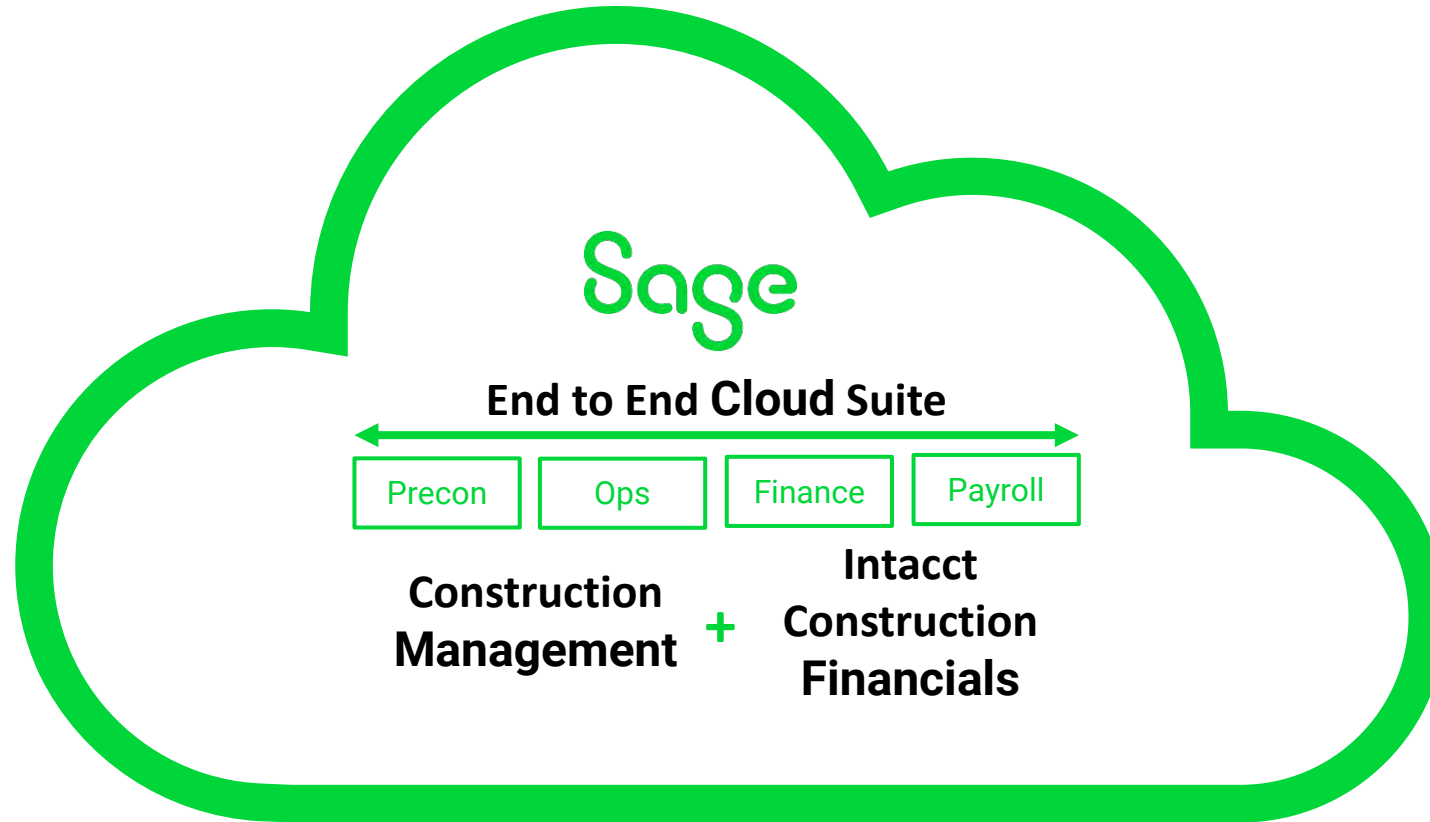 Sage
End to End Cloud Suite
Precon
Ops
Finance
Payroll
Construction
Management
+
Intacct
Construction
Financials